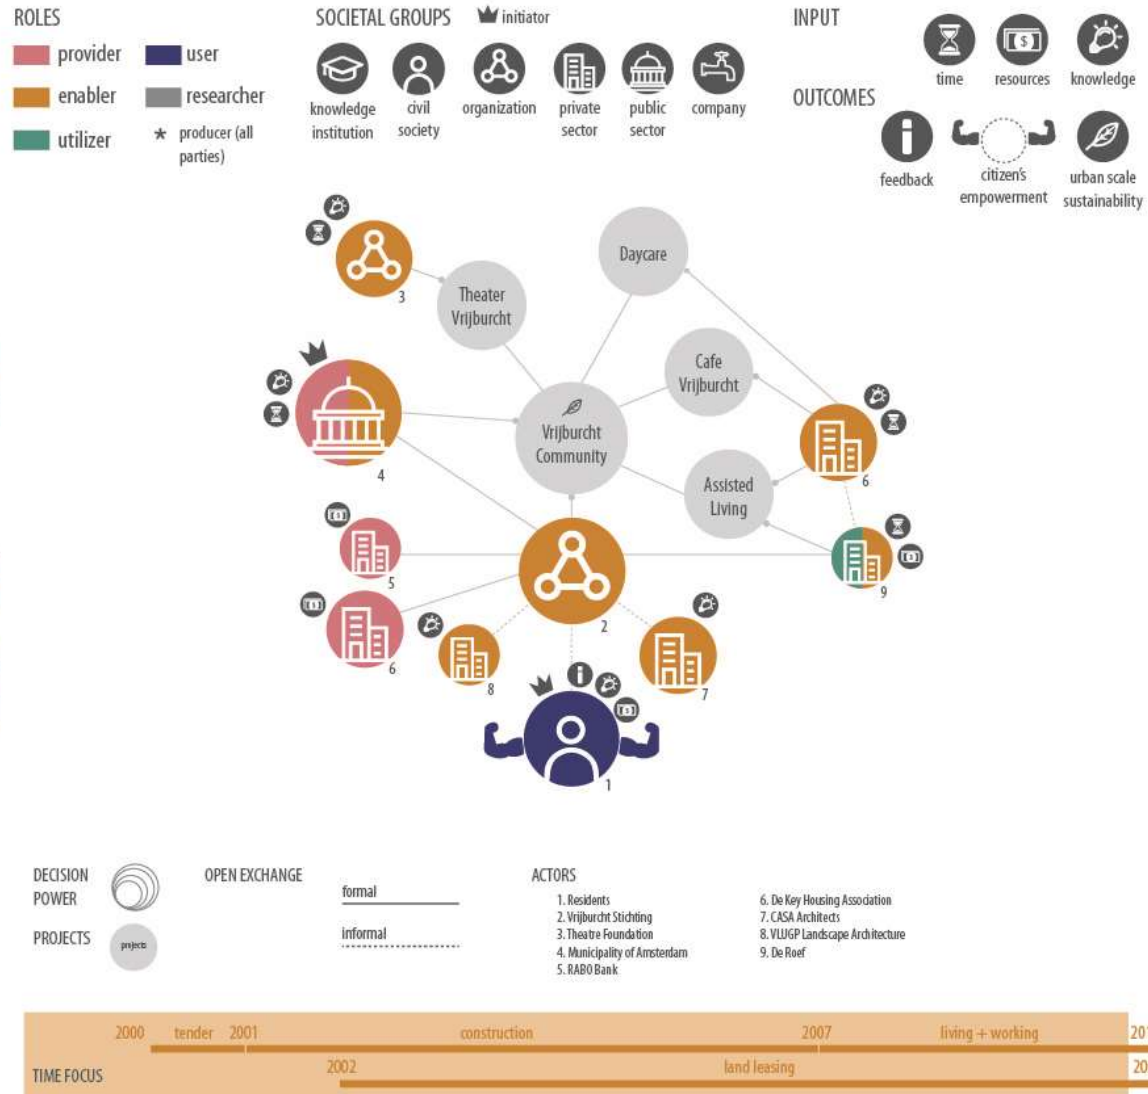 ROLES
provider
user
enabler
researcher
utilizer
* producer (all
parties)
SOCIETAL GROUPS
initiator
knowledge
institution
civil
society
organization
private
sector
public
sector
company
INPUT
time
resources
knowledge
OUTCOMES
feedback
citizen's
empowerment
urban scale
sustainability
3
Theater
Vrijburcht
Daycare
Cafe
Vrijburcht
4
Vrijburcht
Community
6
Assisted
Living
5
9
2
6
8
7
1
DECISION
POWER
PROJECTS
projects
OPEN EXCHANGE
formal
informal
ACTORS
1. Residents
2. Vrijburcht Stichting
3. Theatre Foundation
4. Municipality of Amsterdam
5. RABO Bank
6. De Key Housing Association
7. CASA Architects
8. VLUGP Landscape Architecture
9. De Roef
2000 tender 2001 construction 2007 living + working
2002 land leasing
TIME FOCUS